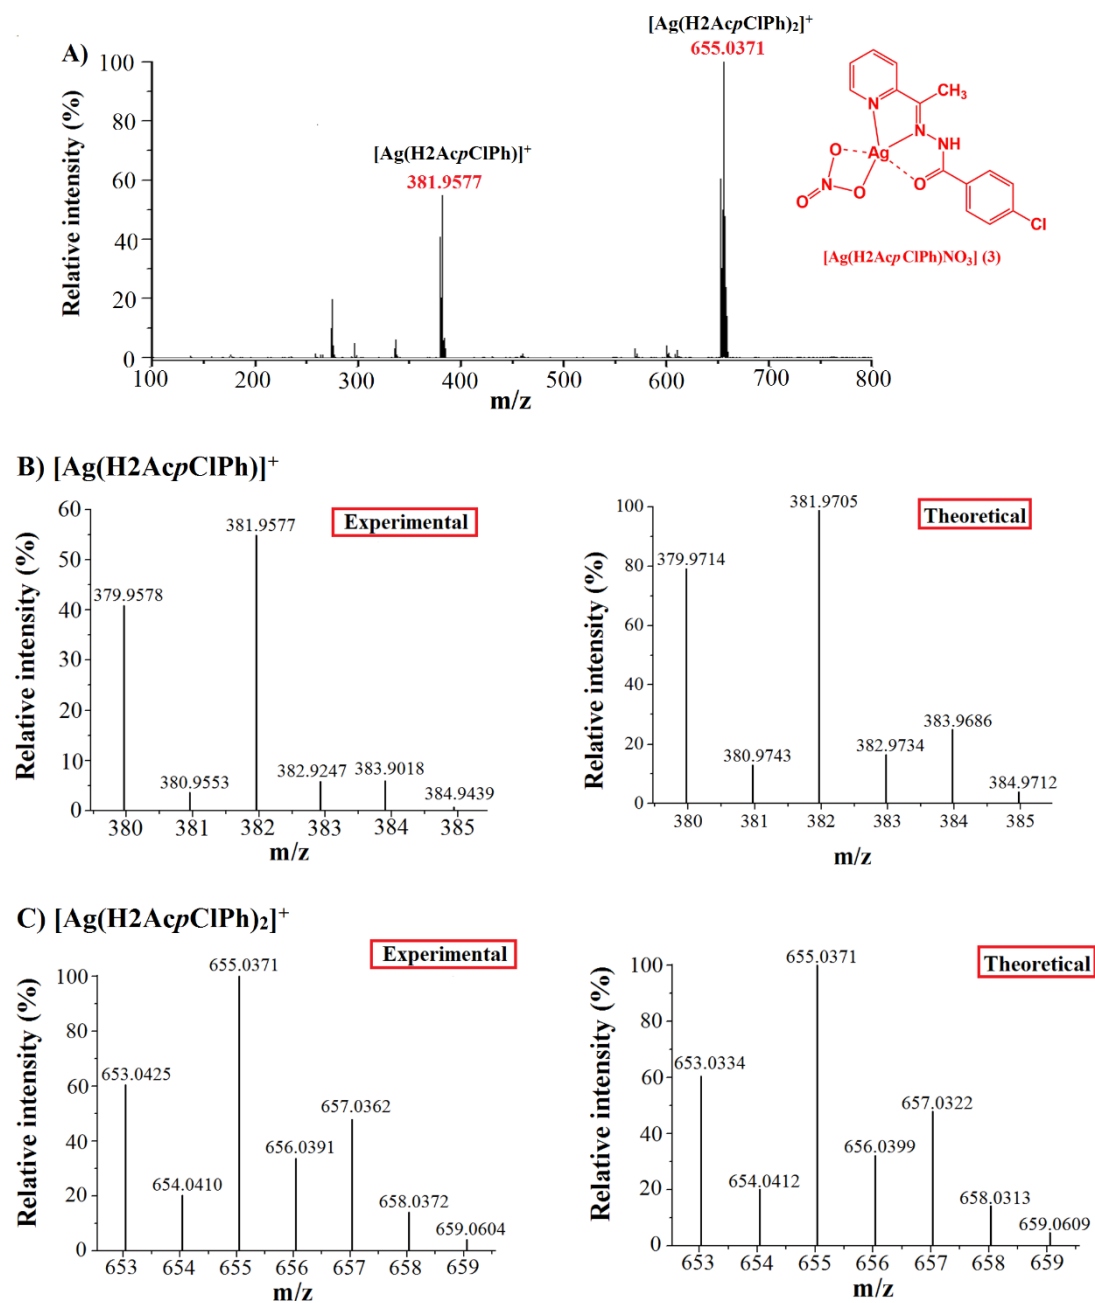 A)
[Ag(H2AcpClPh)₂]⁺
655.0371
[Ag(H2AcpClPh)]⁺
381.9577
Relative intensity (%)
100
80
60
40
20
0
100 200 300 400 500 600 700 800
m/z
N
CH₃
N
NH
Ag
O
O
N
O
O
Cl
[Ag(H2AcpClPh)NO₃] (3)
B) [Ag(H2AcpClPh)]⁺
Experimental
Relative intensity (%)
60
50
40
30
20
10
0
379.9578
380.9553
381.9577
382.9247
383.9018
384.9439
380 381 382 383 384 385
m/z
Theoretical
Relative intensity (%)
100
80
60
40
20
0
379.9714
380.9743
381.9705
382.9734
383.9686
384.9712
380 381 382 383 384 385
m/z
C) [Ag(H2AcpClPh)₂]⁺
Experimental
Relative intensity (%)
100
80
60
40
20
0
653.0425
654.0410
655.0371
656.0391
657.0362
658.0372
659.0604
653 654 655 656 657 658 659
m/z
Theoretical
Relative intensity (%)
100
80
60
40
20
0
653.0334
654.0412
655.0371
656.0399
657.0322
658.0313
659.0609
653 654 655 656 657 658 659
m/z